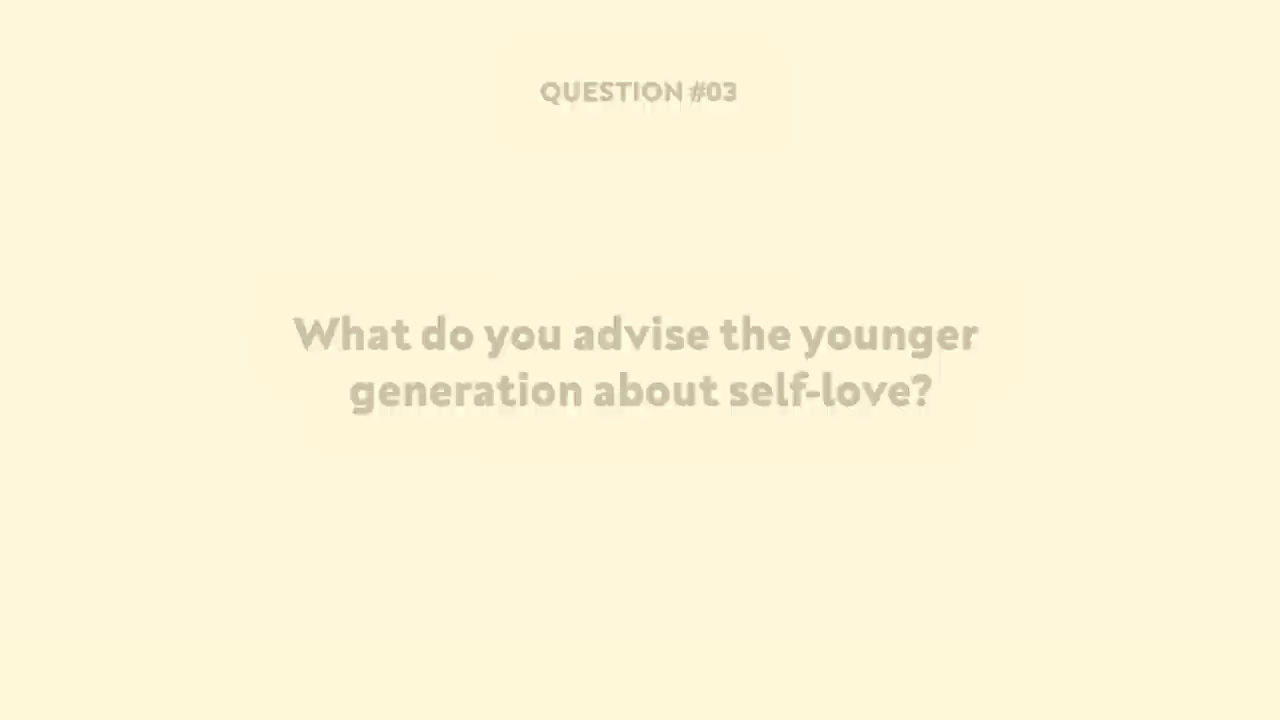 QUESTION #03
What do you advise the younger
generation about self-love?